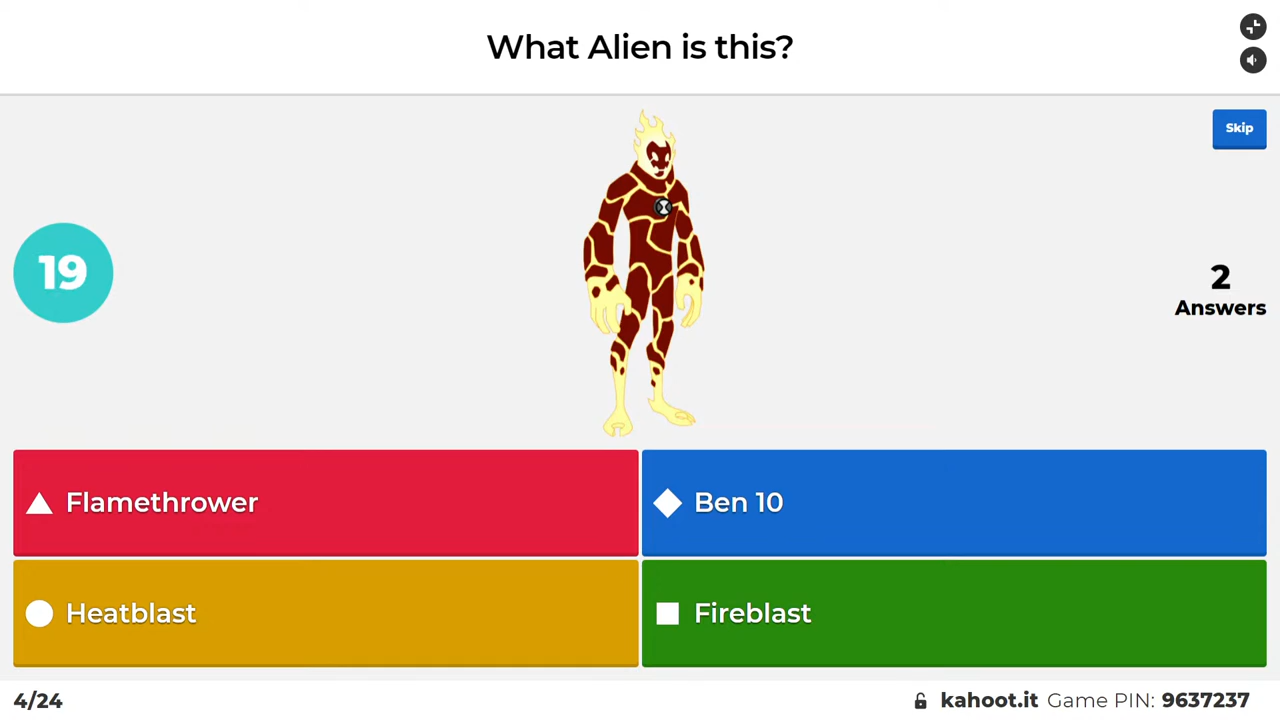 What Alien is this?
Skip
19
2
Answers
Flamethrower
Ben 10
Heatblast
Fireblast
4/24
kahoot.it Game PIN: 9637237